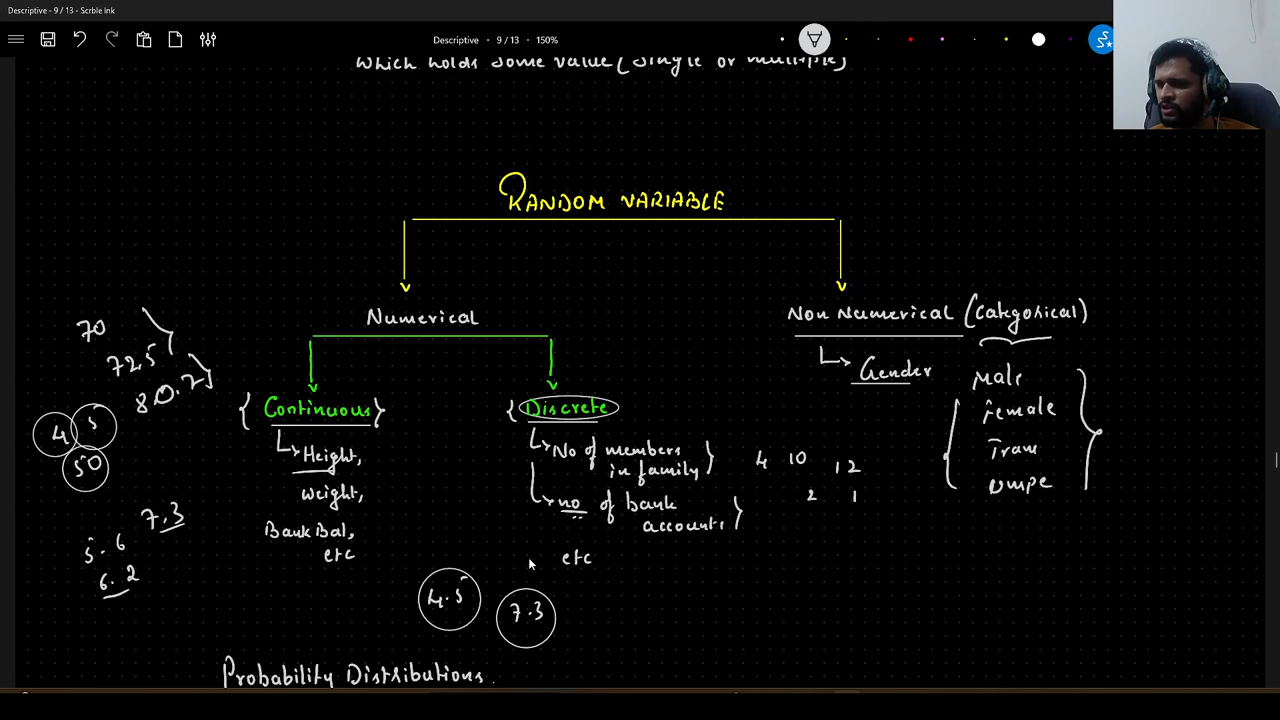 Descriptive - 9 / 13 - Scrble Ink
Descriptive • 9 / 13 • 150%
Which holds some value (Single or multiple)
RANDOM VARIABLE
Numerical
Non Numerical (Categorical)
Gender
Male
Female
Trans
70
72.5
80.2
4
5
50
7.3
5.6
6.2
{ Continuous }
Height,
weight,
Bank Bal,
etc
{ Discrete
No of members
in family
no of bank
accounts
etc
4 10 12
2 1
4.5
7.3
Probability Distributions.